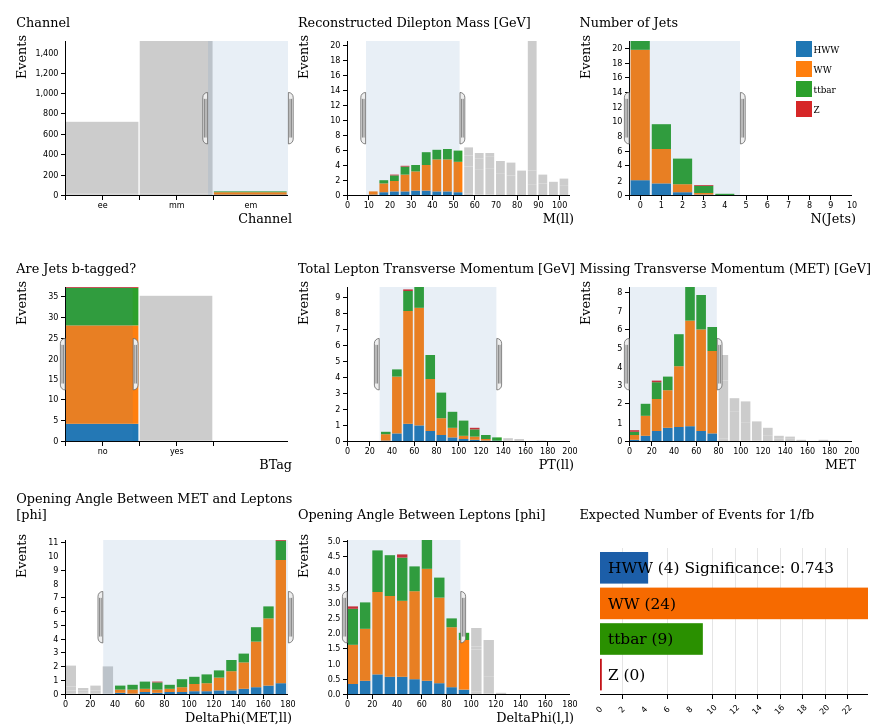 Channel
Events
1,400
1,200
1,000
800
600
400
200
0
ee mm em
Channel
Reconstructed Dilepton Mass [GeV]
Events
20
18
16
14
12
10
8
6
4
2
0
0 10 20 30 40 50 60 70 80 90 100
M(ll)
Number of Jets
Events
20
18
16
14
12
10
8
6
4
2
0
0 1 2 3 4 5 6 7 8 9 10
N(Jets)
HWW
WW
ttbar
Z
Are Jets b-tagged?
Events
35
30
25
20
15
10
5
0
no yes
BTag
Total Lepton Transverse Momentum [GeV]
Events
9
8
7
6
5
4
3
2
1
0
0 20 40 60 80 100 120 140 160 180 200
PT(ll)
Missing Transverse Momentum (MET) [GeV]
Events
8
7
6
5
4
3
2
1
0
0 20 40 60 80 100 120 140 160 180 200
MET
Opening Angle Between MET and Leptons
[phi]
Events
11
10
9
8
7
6
5
4
3
2
1
0
0 20 40 60 80 100 120 140 160 180
DeltaPhi(MET,ll)
Opening Angle Between Leptons [phi]
Events
5.0
4.5
4.0
3.5
3.0
2.5
2.0
1.5
1.0
0.5
0.0
0 20 40 60 80 100 120 140 160 180
DeltaPhi(l,l)
Expected Number of Events for 1/fb
HWW (4) Significance: 0.743
WW (24)
ttbar (9)
Z (0)
0 2 4 6 8 10 12 14 16 18 20 22